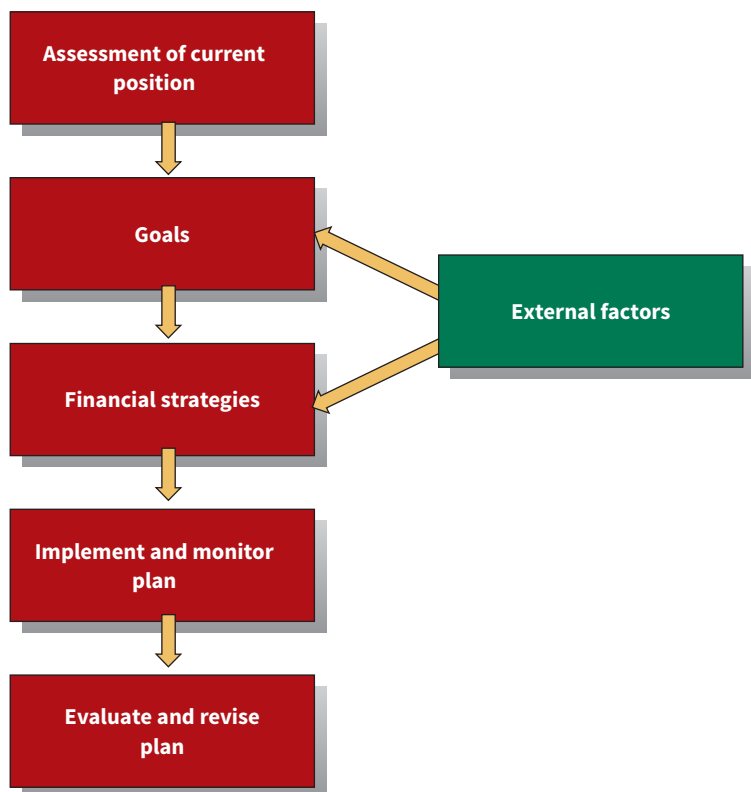 Assessment of current
position
Goals
External factors
Financial strategies
Implement and monitor
plan
Evaluate and revise
plan